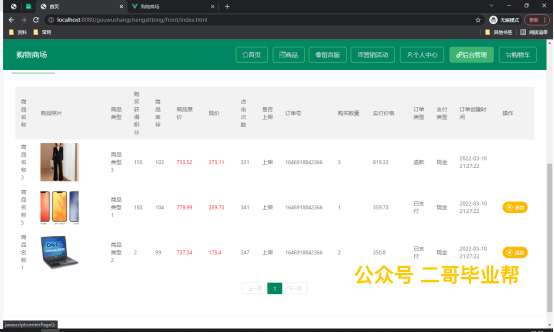 首页
购物商场
localhost:8080/gouwushangchengxitong/front/index.html
无痕模式
更新
资料
常用
其他书签
阅读清单
购物商场
首页
商品
留言版
营销活动
个人中心
后台管理
购物车
商品名称 商品照片 商品类型 购买获得积分 商品库存 商品原价 现价 点击次数 是否上架 订单号 购买数量 实付价格 订单类型 支付类型 订单创建时间 操作
商品名称3 商品类型3 155 103 733.52 273.11 331 上架 1646918842366 3 819.33 退款 现金 2022-03-10 21:27:22
商品名称5 商品类型1 183 104 779.99 359.73 341 上架 1646918842366 1 359.73 已支付 现金 2022-03-10 21:27:22 退款
商品名称1 商品类型2 2 99 737.34 175.4 247 上架 1646918842366 2 350.8 已支付 现金 2022-03-10 21:27:22 退款
上一页 1 下一页
公众号 二哥毕业帮
javascript:centerPage();